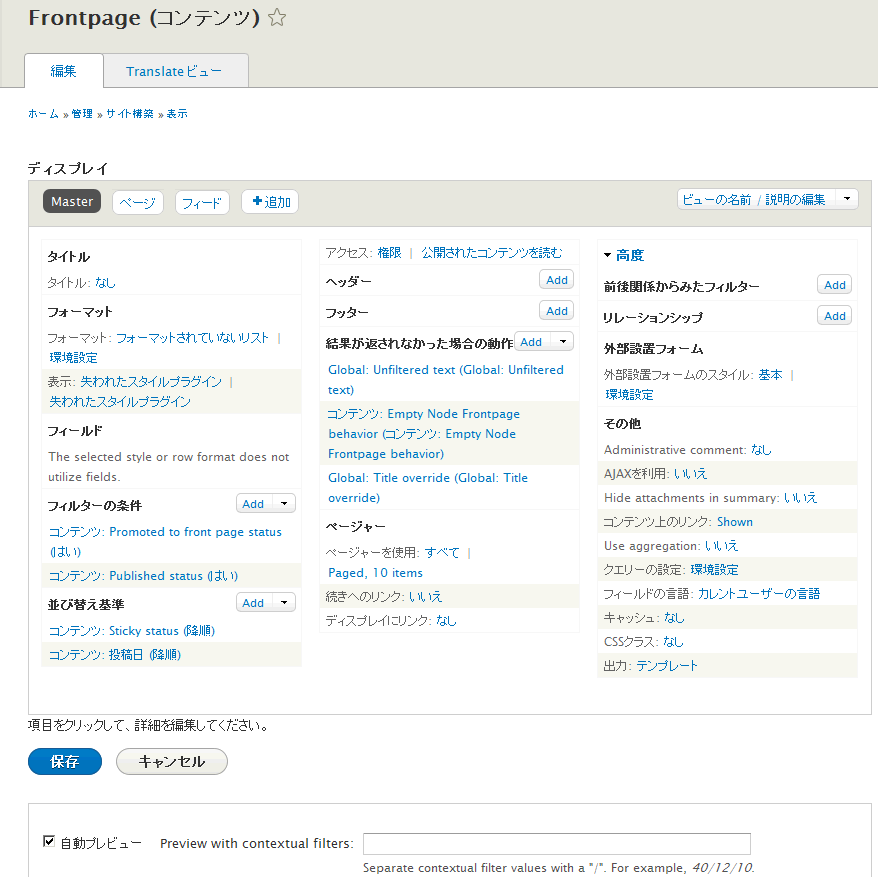 Frontpage (コンテンツ)
編集
Translateビュー
ホーム » 管理 » サイト構築 » 表示
ディスプレイ
Master
ページ
フィード
追加
ビューの名前 / 説明の編集
タイトル
タイトル: なし
フォーマット
フォーマット: フォーマットされていないリスト |
環境設定
表示: 失われたスタイルプラグイン |
失われたスタイルプラグイン
フィールド
The selected style or row format does not
utilize fields.
フィルターの条件 Add
コンテンツ: Promoted to front page status
(はい)
コンテンツ: Published status (はい)
並び替え基準 Add
コンテンツ: Sticky status (降順)
コンテンツ: 投稿日 (降順)
アクセス: 権限 | 公開されたコンテンツを読む
ヘッダー Add
フッター Add
結果が返されなかった場合の動作 Add
Global: Unfiltered text (Global: Unfiltered
text)
コンテンツ: Empty Node Frontpage
behavior (コンテンツ: Empty Node
Frontpage behavior)
Global: Title override (Global: Title
override)
ページャー
ページャーを使用: すべて |
Paged, 10 items
続きへのリンク: いいえ
ディスプレイにリンク: なし
高度
前後関係からみたフィルター Add
リレーションシップ Add
外部設置フォーム
外部設置フォームのスタイル: 基本 |
環境設定
その他
Administrative comment: なし
AJAXを利用: いいえ
Hide attachments in summary: いいえ
コンテンツ上のリンク: Shown
Use aggregation: いいえ
クエリーの設定: 環境設定
フィールドの言語: カレントユーザーの言語
キャッシュ: なし
CSSクラス: なし
出力: テンプレート
項目をクリックして、詳細を編集してください。
保存
キャンセル
自動プレビュー
Preview with contextual filters:
Separate contextual filter values with a "/". For example, 40/12/10.